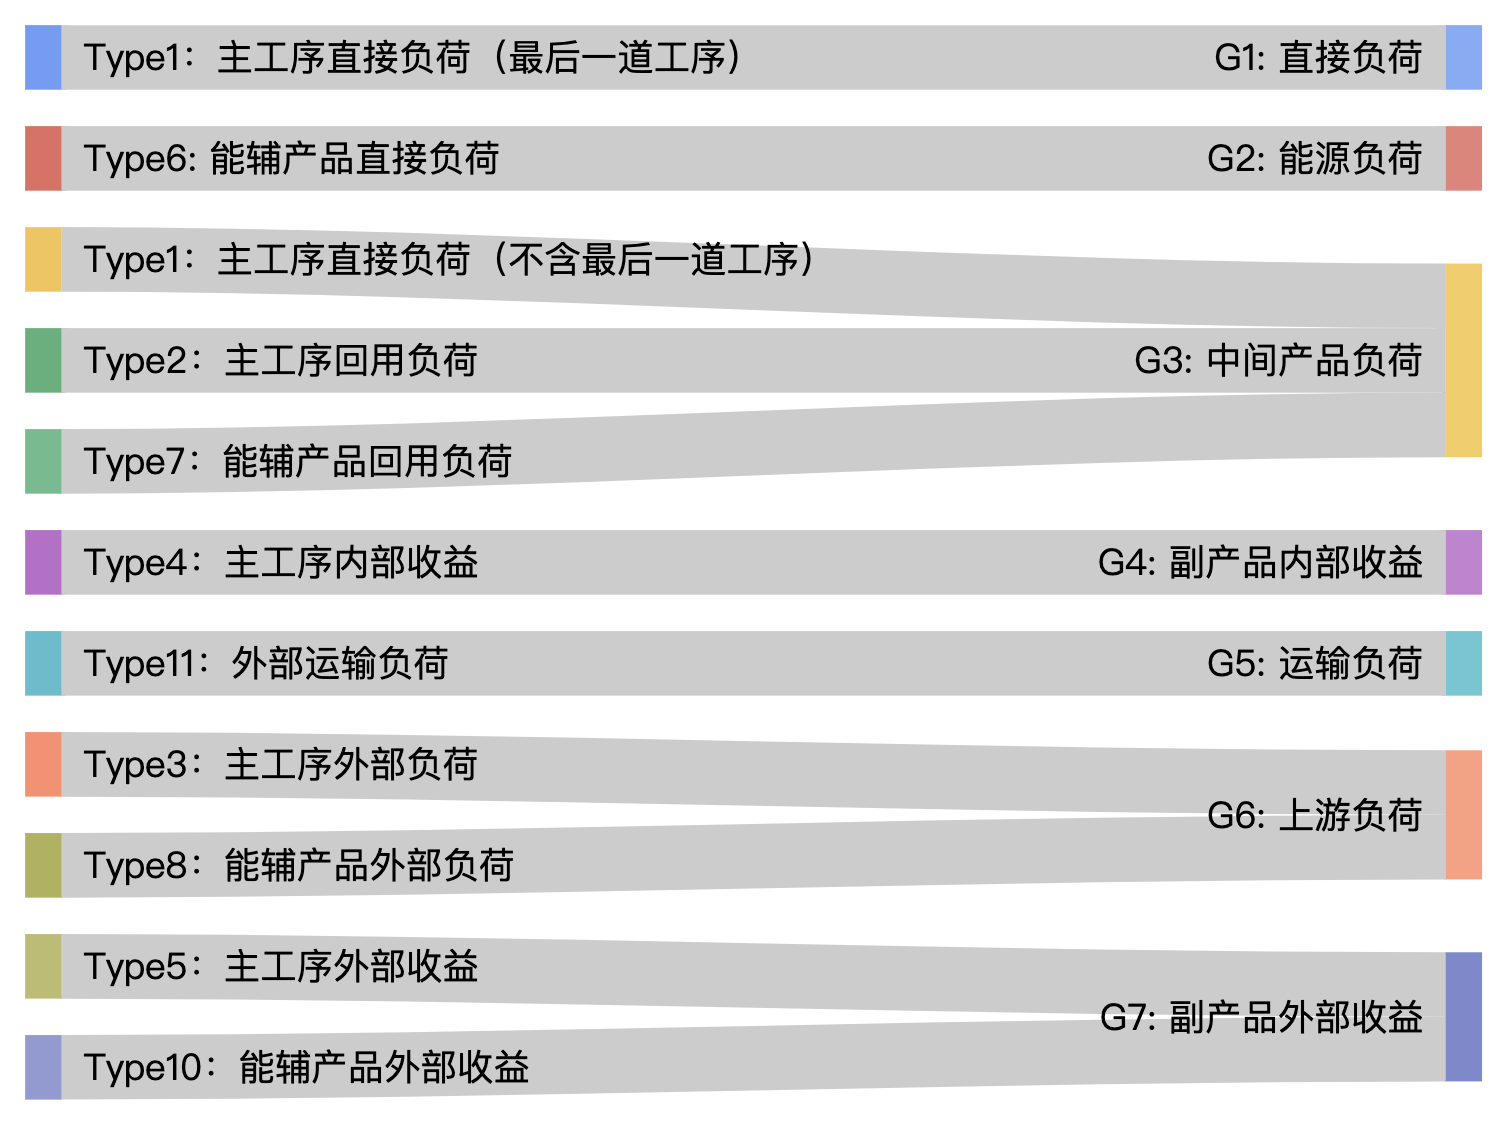 Type1：主工序直接负荷（最后一道工序） G1: 直接负荷
Type6: 能辅产品直接负荷 G2: 能源负荷
Type1：主工序直接负荷（不含最后一道工序）
Type2：主工序回用负荷 G3: 中间产品负荷
Type7：能辅产品回用负荷
Type4：主工序内部收益 G4: 副产品内部收益
Type11：外部运输负荷 G5: 运输负荷
Type3：主工序外部负荷
G6: 上游负荷
Type8：能辅产品外部负荷
Type5：主工序外部收益
G7: 副产品外部收益
Type10：能辅产品外部收益